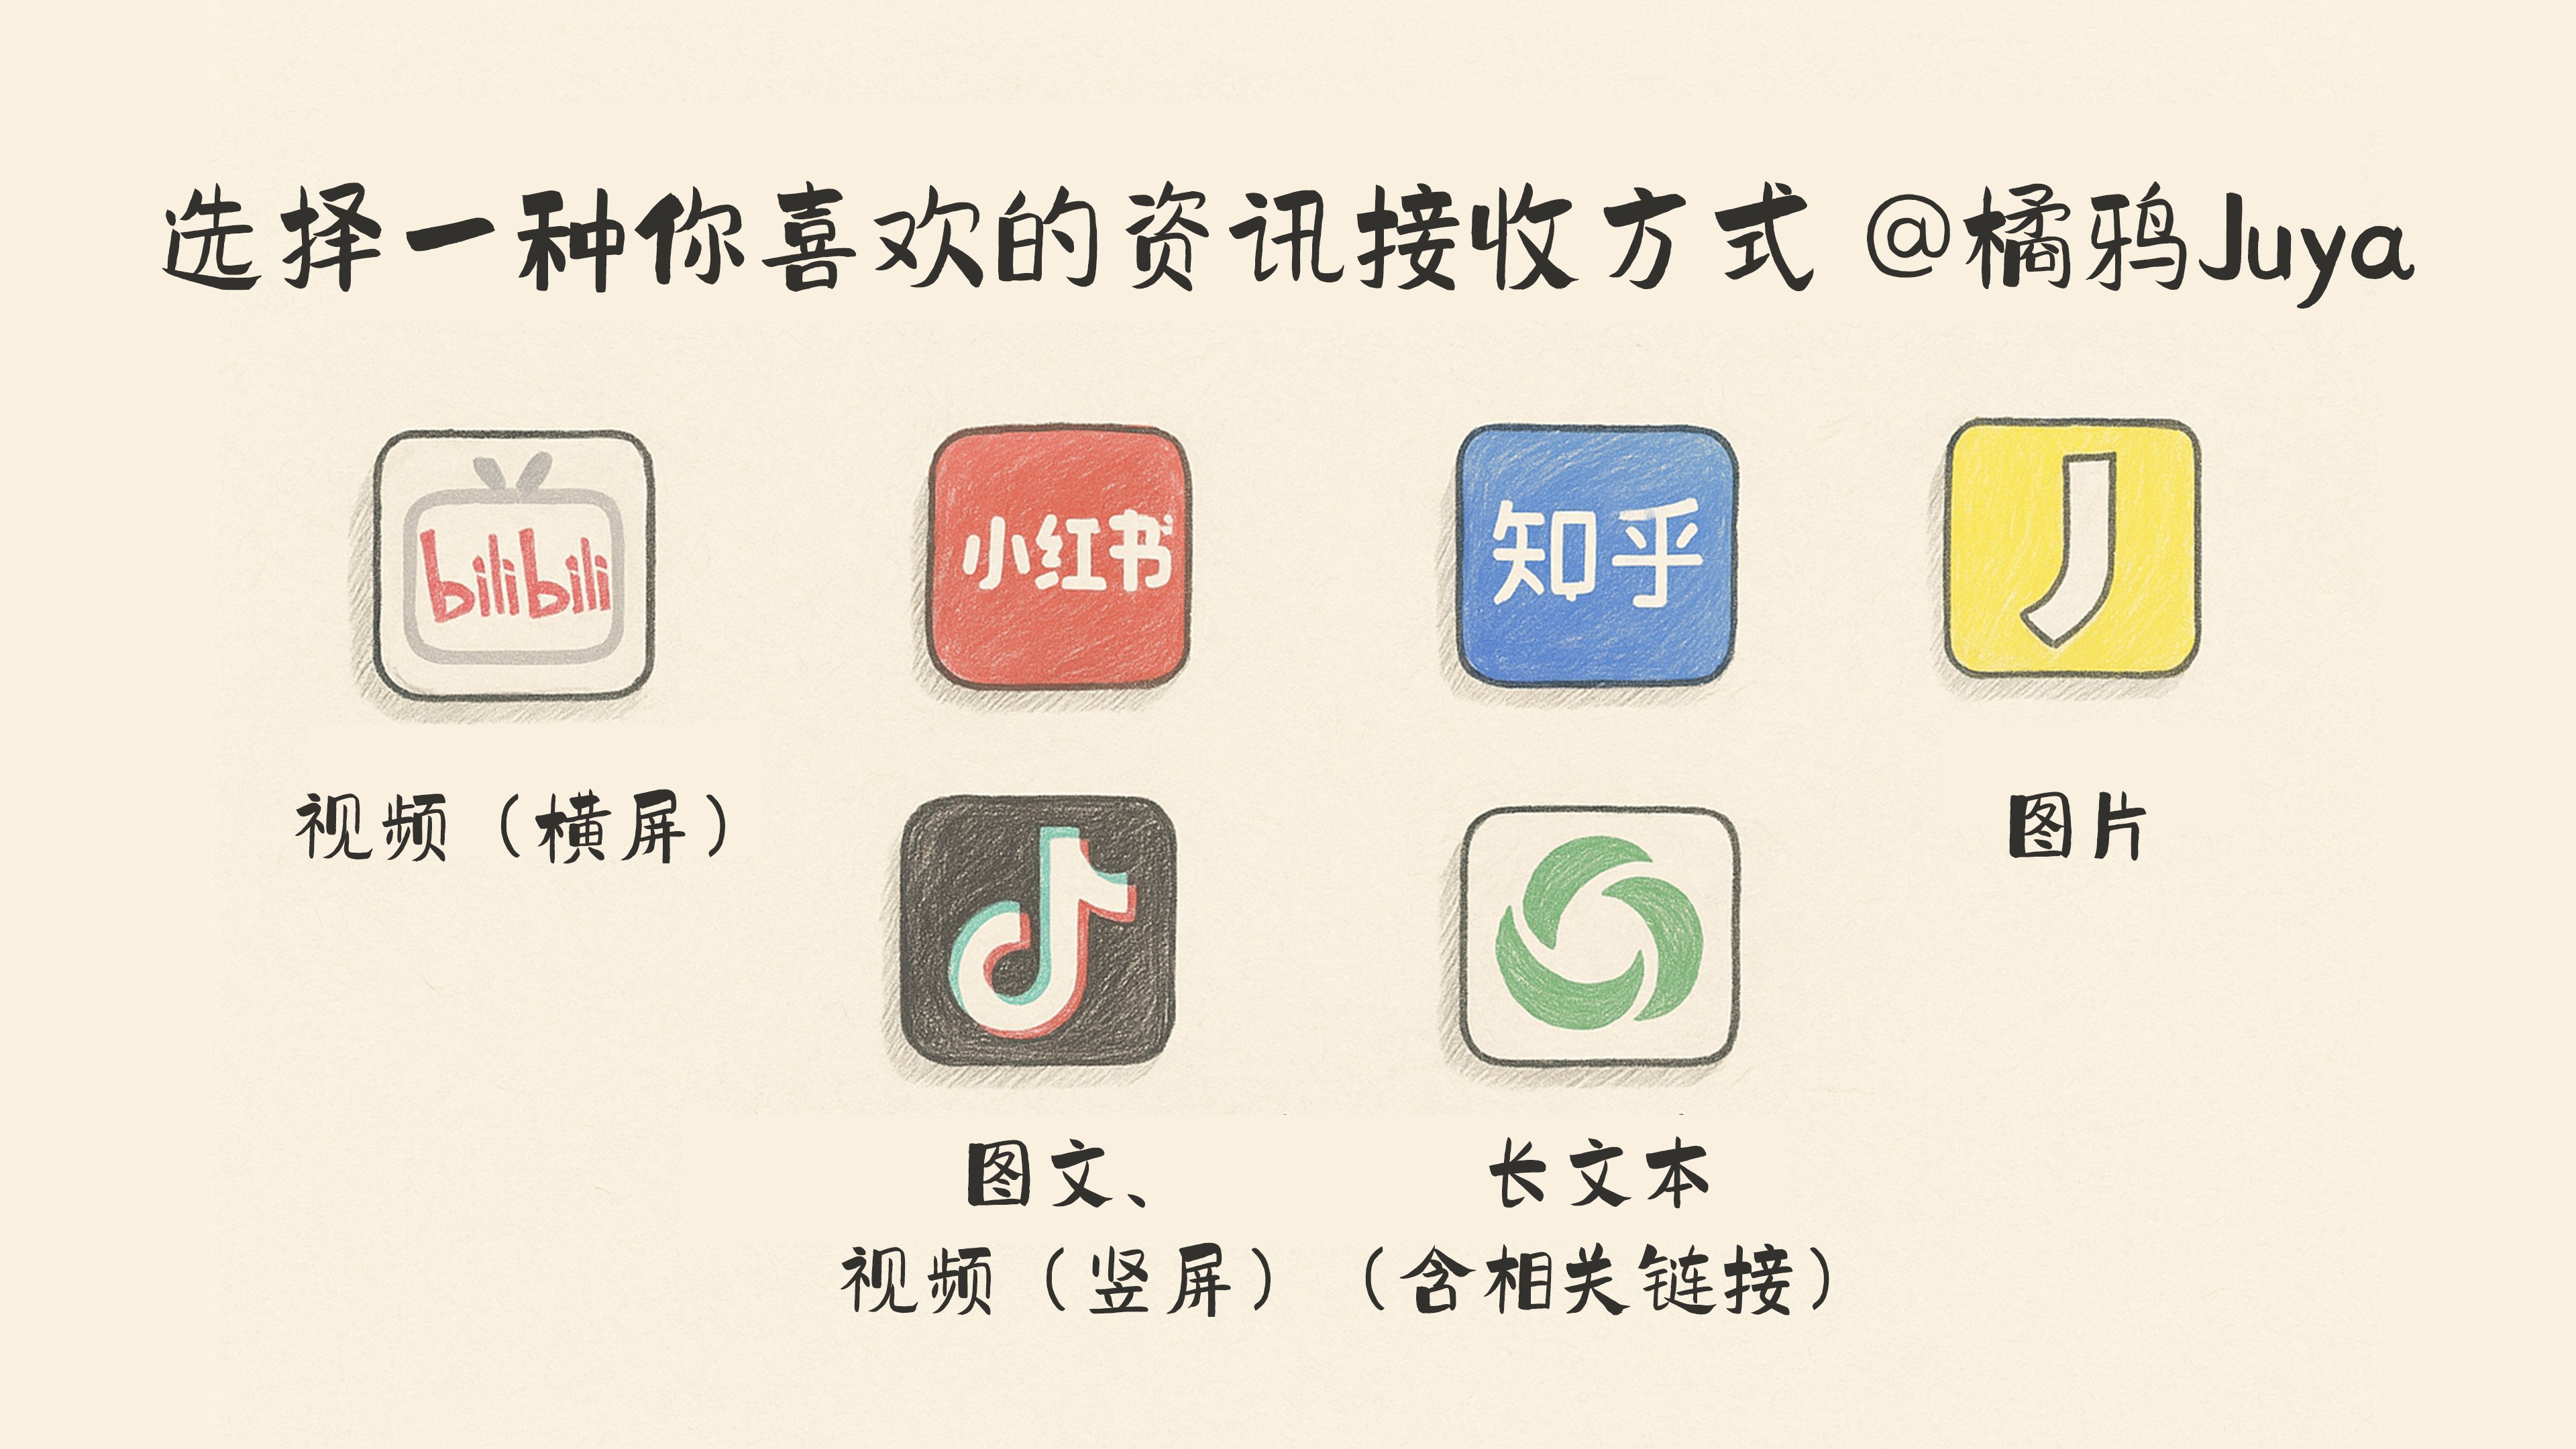 选择一种你喜欢的资讯接收方式 @橘鸦Juya
bilibili
小红书
知乎
视频（横屏）
图片
图文、
视频（竖屏）
长文本
（含相关链接）